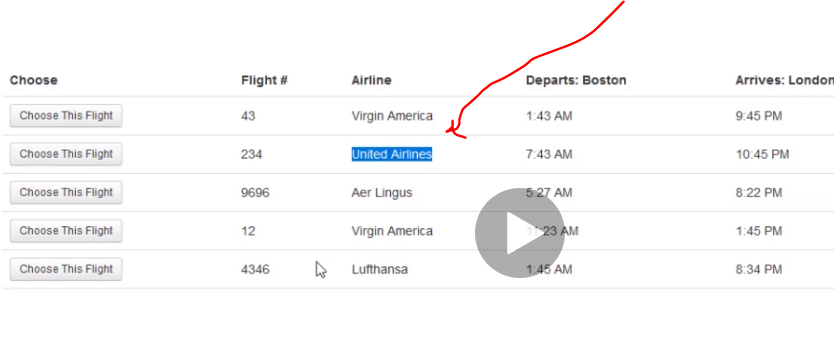 Choose Flight # Airline Departs: Boston Arrives: London
Choose This Flight 43 Virgin America 1:43 AM 9:45 PM
Choose This Flight 234 United Airlines 7:43 AM 10:45 PM
Choose This Flight 9696 Aer Lingus 5:27 AM 8:22 PM
Choose This Flight 12 Virgin America 11:23 AM 1:45 PM
Choose This Flight 4346 Lufthansa 1:45 AM 8:34 PM